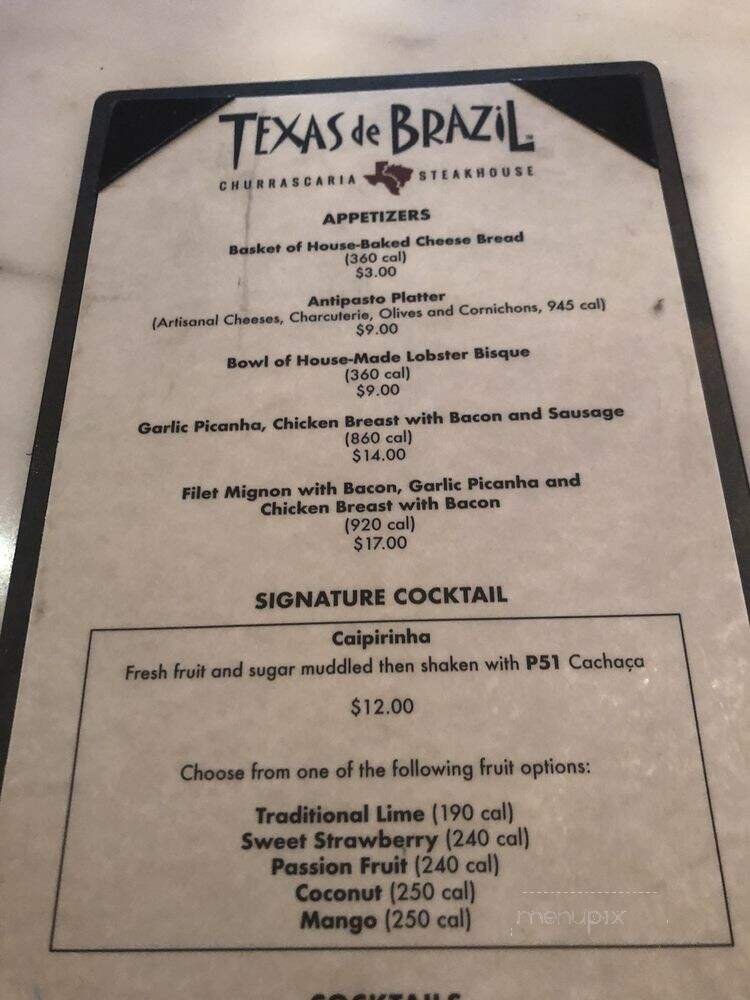 TEXAS de BRAZIL
CHURRASCARIA STEAKHOUSE
APPETIZERS
Basket of House-Baked Cheese Bread
(360 cal)
$3.00
Antipasto Platter
(Artisanal Cheeses, Charcuterie, Olives and Cornichons, 945 cal)
$9.00
Bowl of House-Made Lobster Bisque
(360 cal)
$9.00
Garlic Picanha, Chicken Breast with Bacon and Sausage
(860 cal)
$14.00
Filet Mignon with Bacon, Garlic Picanha and
Chicken Breast with Bacon
(920 cal)
$17.00
SIGNATURE COCKTAIL
Caipirinha
Fresh fruit and sugar muddled then shaken with P51 Cachaça
$12.00
Choose from one of the following fruit options:
Traditional Lime (190 cal)
Sweet Strawberry (240 cal)
Passion Fruit (240 cal)
Coconut (250 cal)
Mango (250 cal)
menupix
COCKTAILS